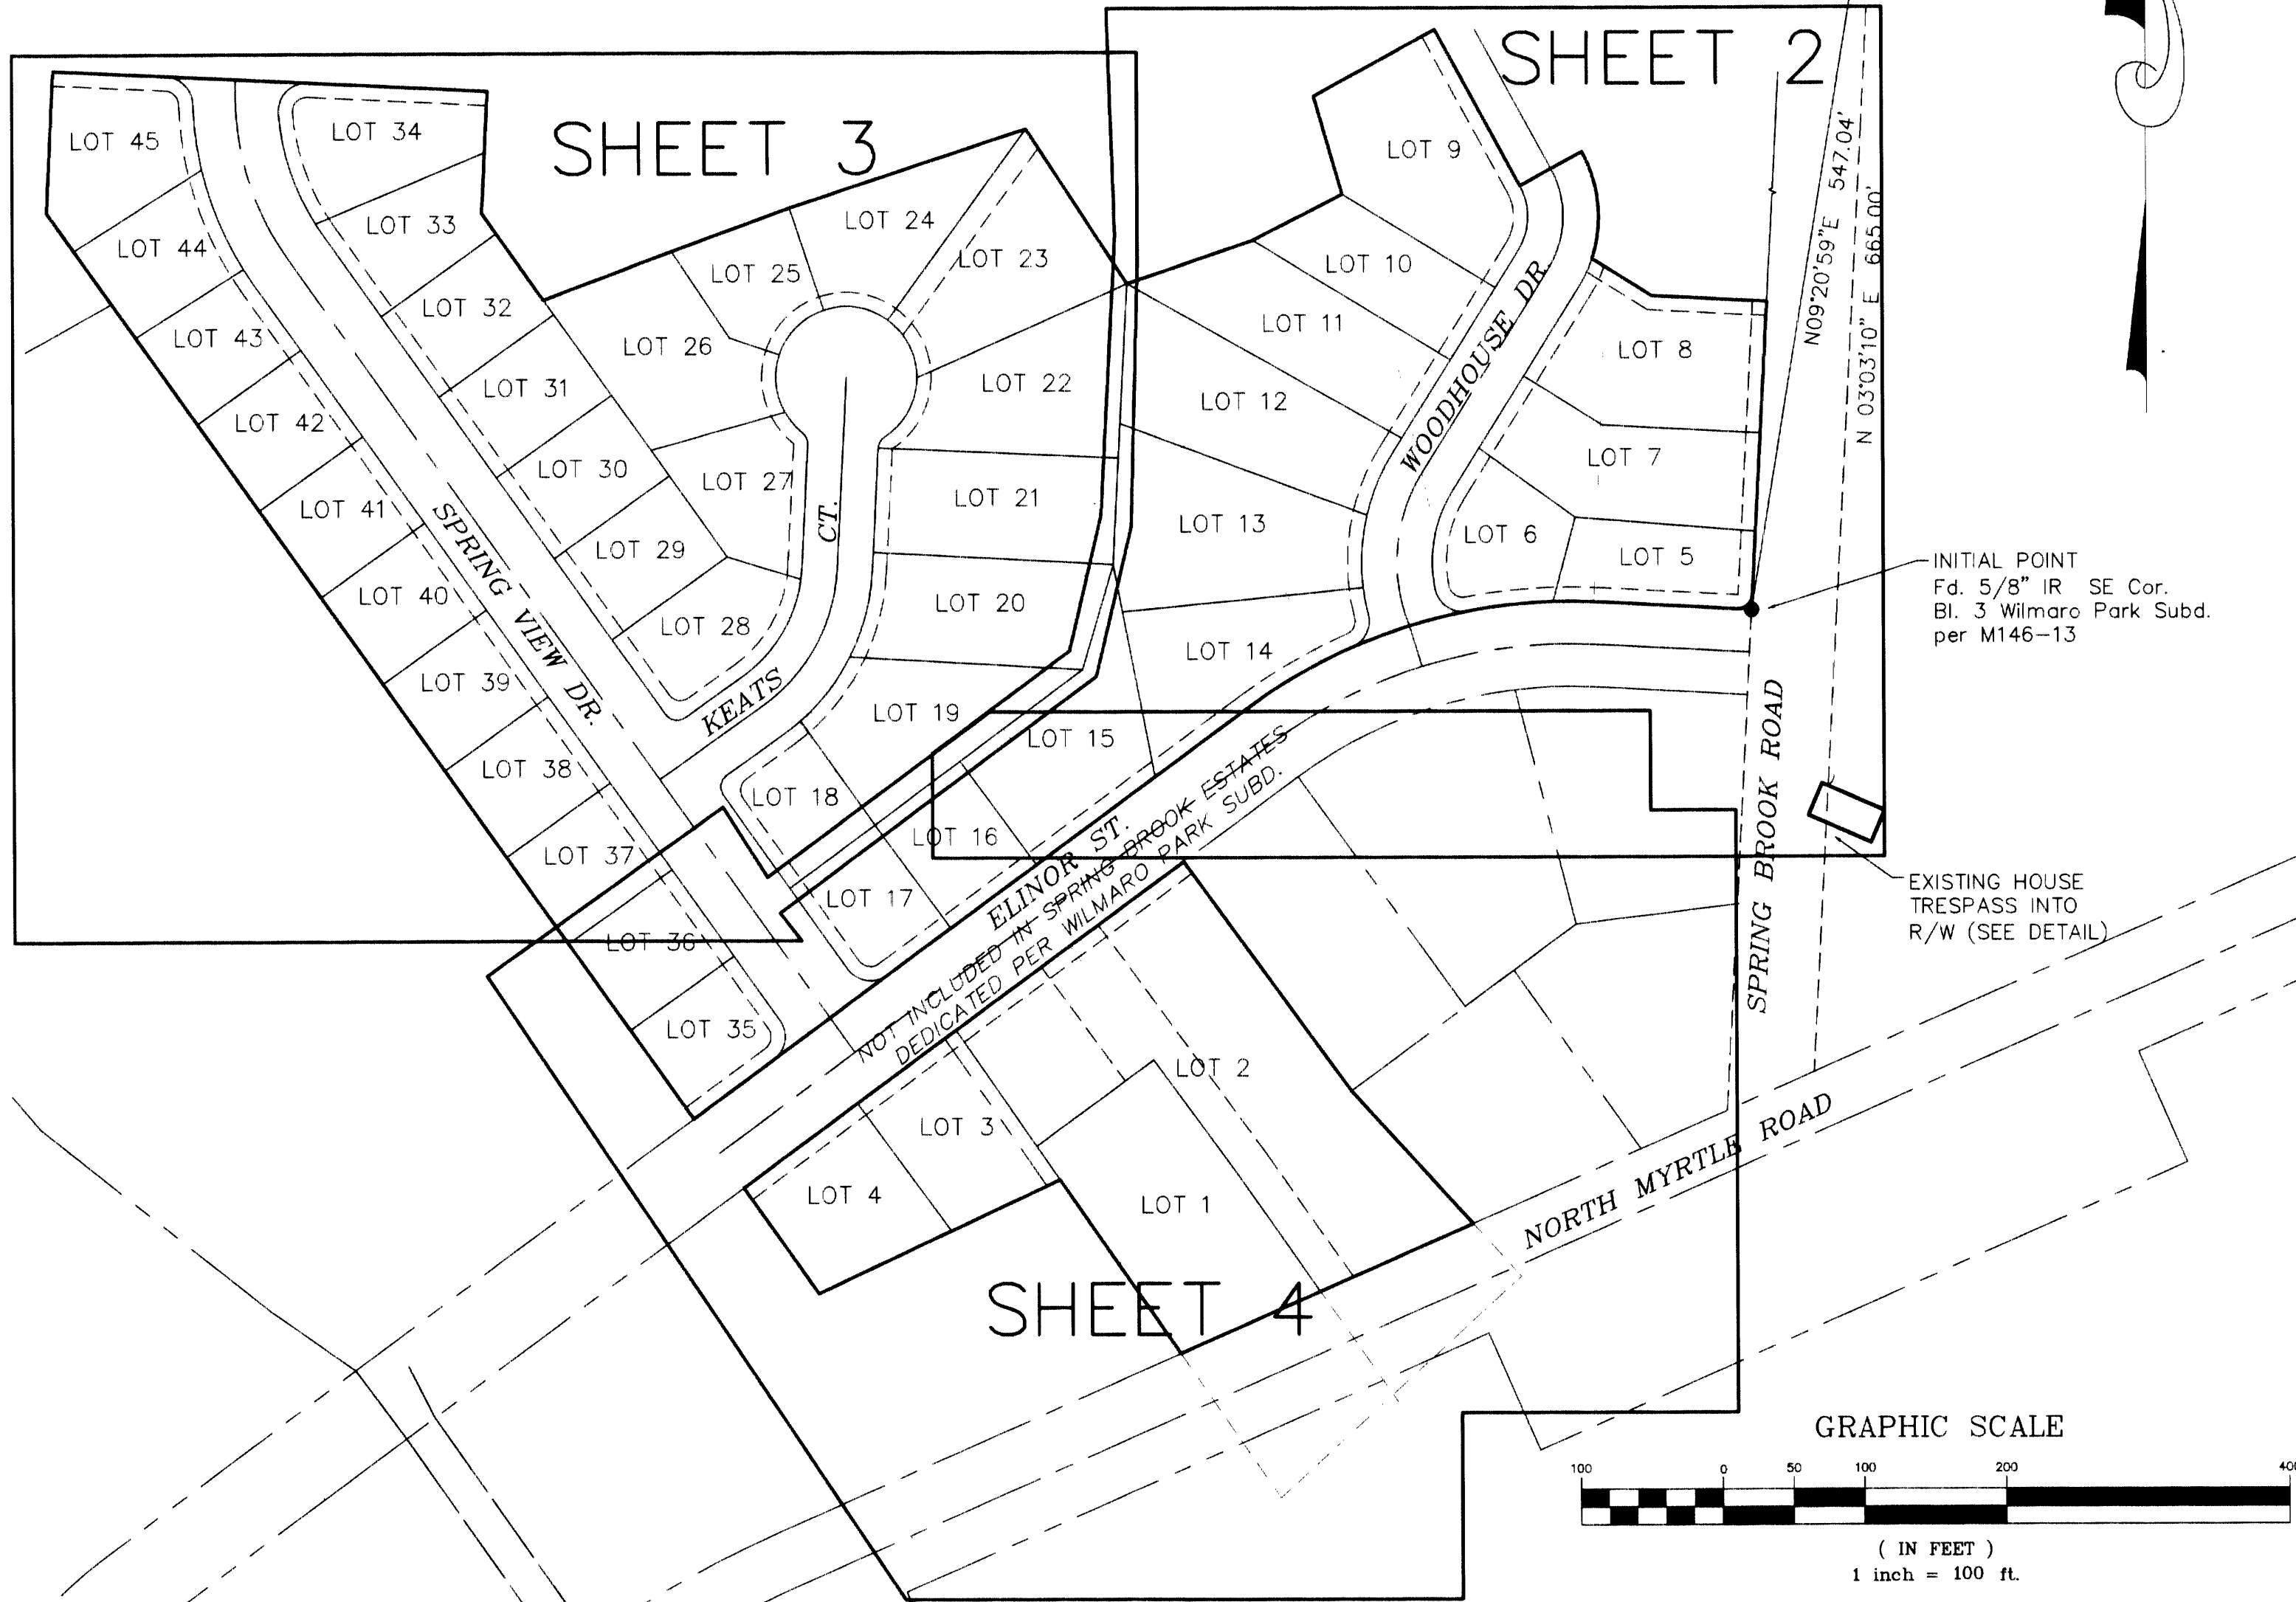 SHEET 2
SHEET 3
LOT 45
LOT 34
LOT 9
LOT 44
LOT 33
LOT 24
LOT 25
LOT 23
LOT 10
LOT 43
LOT 32
LOT 26
LOT 22
LOT 11
LOT 8
LOT 42
LOT 31
LOT 12
WOODHOUSE DR.
N09°20'59"E 547.04'
N 03°03'10" E 665.00'
LOT 41
LOT 30
LOT 27
LOT 21
LOT 7
CT.
LOT 40
LOT 29
LOT 13
LOT 6
LOT 5
SPRING VIEW DR.
LOT 20
INITIAL POINT
Fd. 5/8" IR SE Cor.
Bl. 3 Wilmaro Park Subd.
per M146-13
LOT 39
LOT 28
KEATS
LOT 19
LOT 14
LOT 38
LOT 18
LOT 15
LOT 37
LOT 17
LOT 16
ELINOR ST.
NOT INCLUDED IN SPRING BROOK ESTATES
DEDICATED PER WILMARO PARK SUBD.
SPRING BROOK ROAD
EXISTING HOUSE
TRESPASS INTO
R/W (SEE DETAIL)
LOT 36
LOT 35
LOT 2
LOT 3
LOT 4
LOT 1
NORTH MYRTLE ROAD
SHEET 4
GRAPHIC SCALE
100 0 50 100 200 400
( IN FEET )
1 inch = 100 ft.